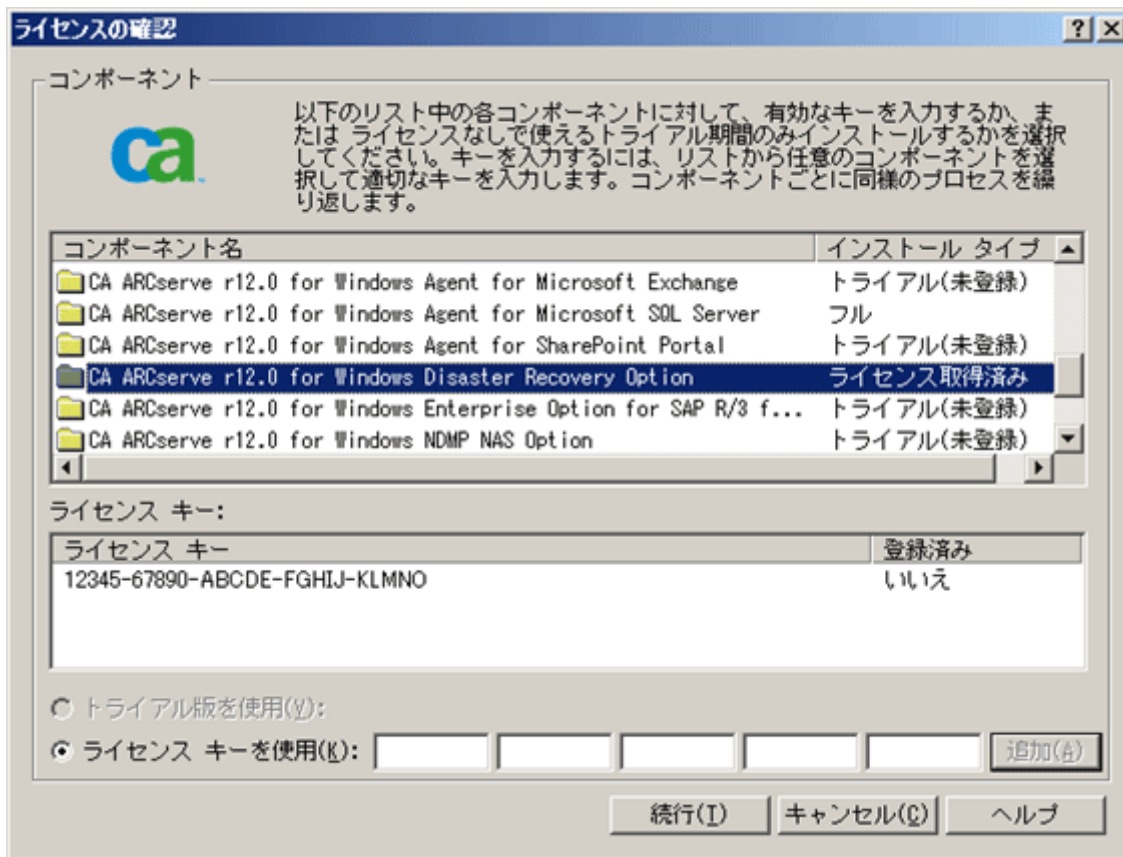 ライセンスの確認
コンポーネント
ca
以下のリスト中の各コンポーネントに対して、有効なキーを入力するか、ま
たは ライセンスなしで使えるトライアル期間のみインストールするかを選択
してください。キーを入力するには、リストから任意のコンポーネントを選
択して適切なキーを入力します。コンポーネントごとに同様のプロセスを繰
り返します。
コンポーネント名 インストール タイプ
CA ARCserve r12.0 for Windows Agent for Microsoft Exchange トライアル(未登録)
CA ARCserve r12.0 for Windows Agent for Microsoft SQL Server フル
CA ARCserve r12.0 for Windows Agent for SharePoint Portal トライアル(未登録)
CA ARCserve r12.0 for Windows Disaster Recovery Option ライセンス取得済み
CA ARCserve r12.0 for Windows Enterprise Option for SAP R/3 f... トライアル(未登録)
CA ARCserve r12.0 for Windows NDMP NAS Option トライアル(未登録)
ライセンス キー:
ライセンス キー 登録済み
12345-67890-ABCDE-FGHIJ-KLMNO いいえ
トライアル版を使用(V):
ライセンス キーを使用(K): 追加(A)
続行(T) キャンセル(C) ヘルプ